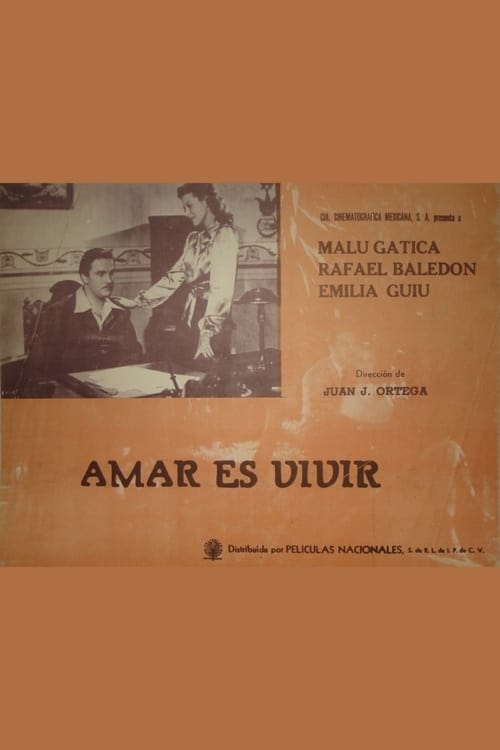 CIA. CINEMATOGRAFICA MEXICANA, S. A. presenta a
MALU GATICA
RAFAEL BALEDON
EMILIA GUIU
Dirección de
JUAN J. ORTEGA
AMAR ES VIVIR
Distribuida por PELICULAS NACIONALES, S. de R. L. de I. P. de C. V.